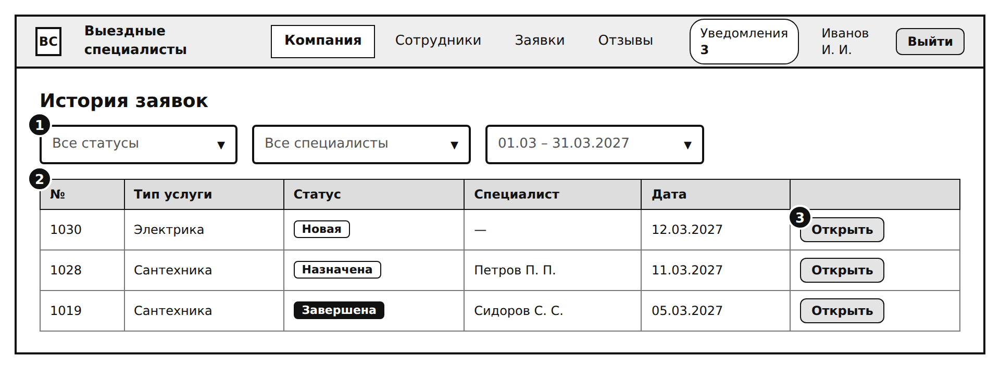 ВС
Выездные
специалисты
Компания
Сотрудники
Заявки
Отзывы
Уведомления
3
Иванов
И. И.
Выйти
История заявок
1
Все статусы ▼
Все специалисты ▼
01.03 – 31.03.2027 ▼
2
№ Тип услуги Статус Специалист Дата
3
1030 Электрика Новая — 12.03.2027 Открыть
1028 Сантехника Назначена Петров П. П. 11.03.2027 Открыть
1019 Сантехника Завершена Сидоров С. С. 05.03.2027 Открыть